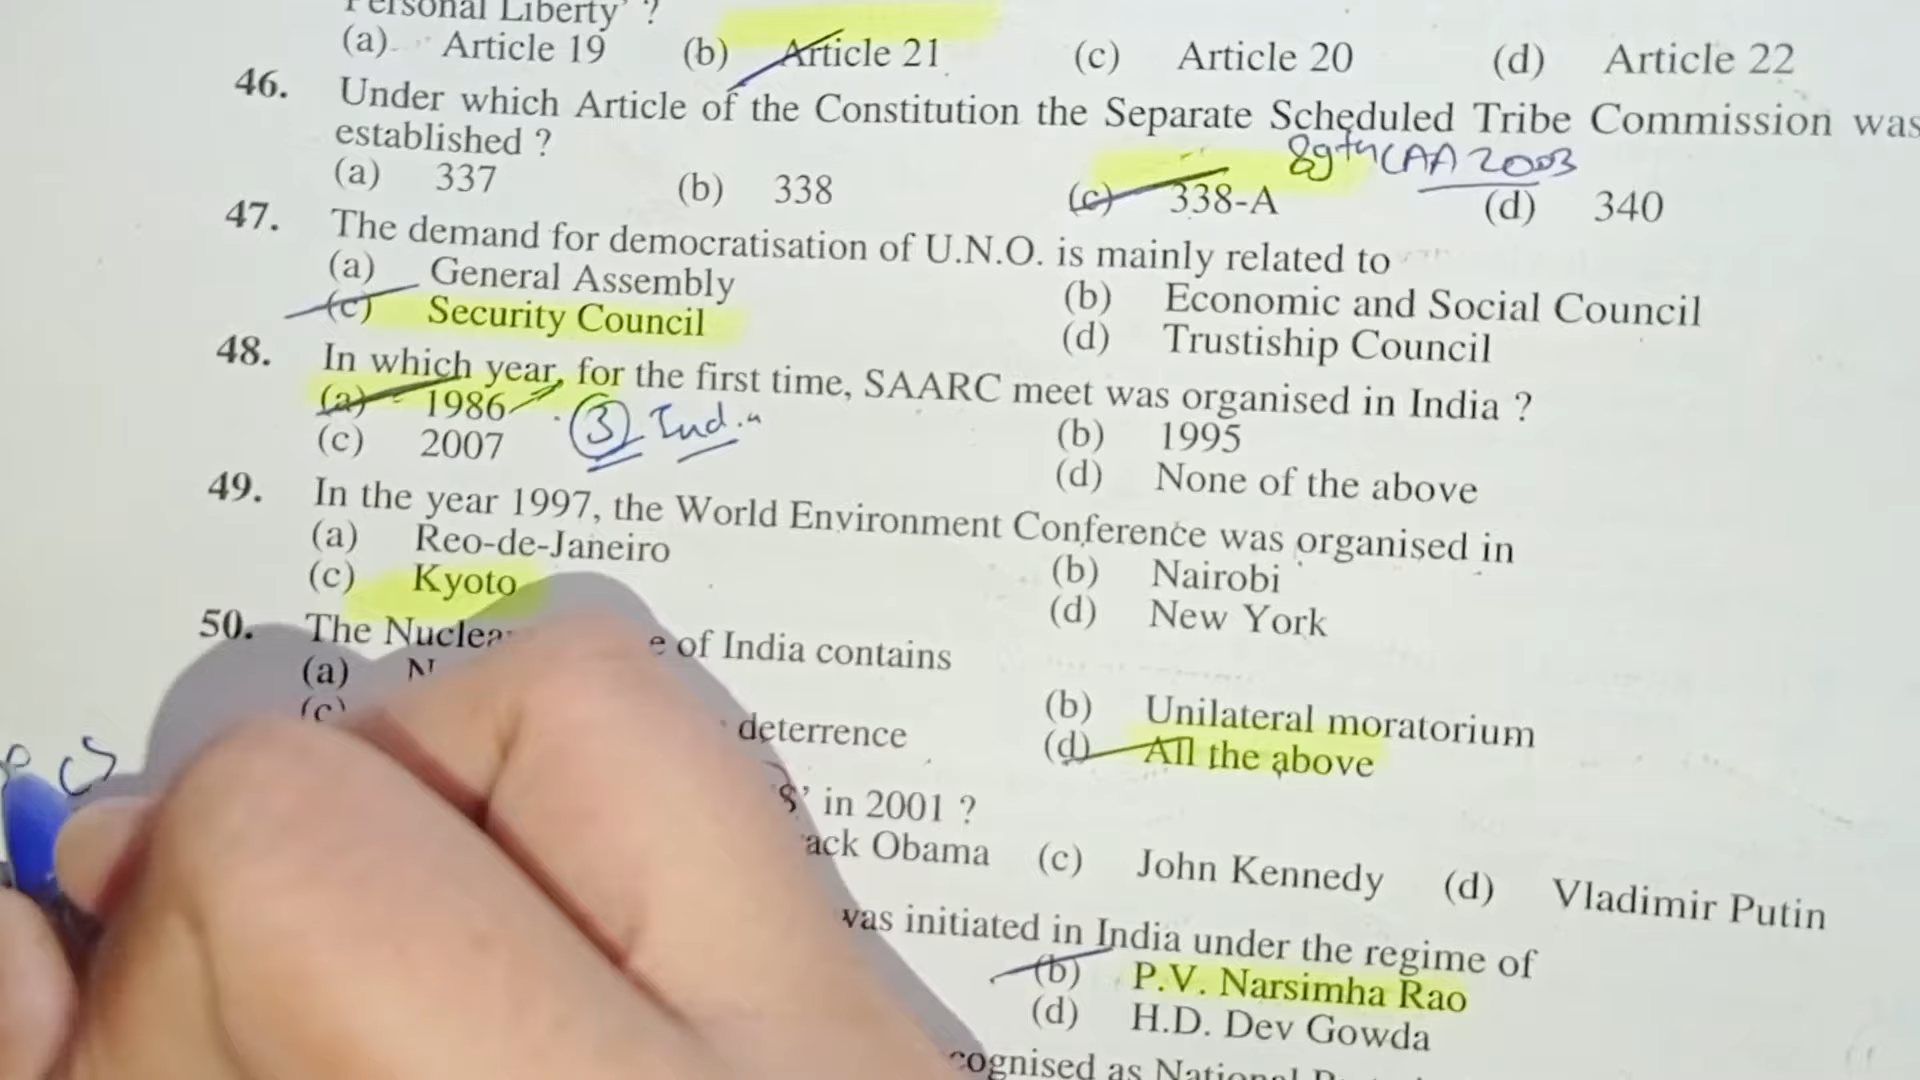 Personal Liberty' ?
(a) Article 19 (b) Article 21 (c) Article 20 (d) Article 22
46. Under which Article of the Constitution the Separate Scheduled Tribe Commission was
established ?
89th CAA 2003
(a) 337 (b) 338 (c) 338-A (d) 340
47. The demand for democratisation of U.N.O. is mainly related to
(a) General Assembly (b) Economic and Social Council
(c) Security Council (d) Trustiship Council
48. In which year, for the first time, SAARC meet was organised in India ?
(a) 1986 (b) 1995
(c) 2007 (d) None of the above
③ Ind
49. In the year 1997, the World Environment Conference was organised in
(a) Reo-de-Janeiro (b) Nairobi
(c) Kyoto (d) New York
50. The Nuclear of India contains
(a) (b) Unilateral moratorium
(c) deterrence (d) All the above
in 2001 ?
Obama (c) John Kennedy (d) Vladimir Putin
was initiated in India under the regime of
(b) P.V. Narsimha Rao
(d) H.D. Dev Gowda
as National